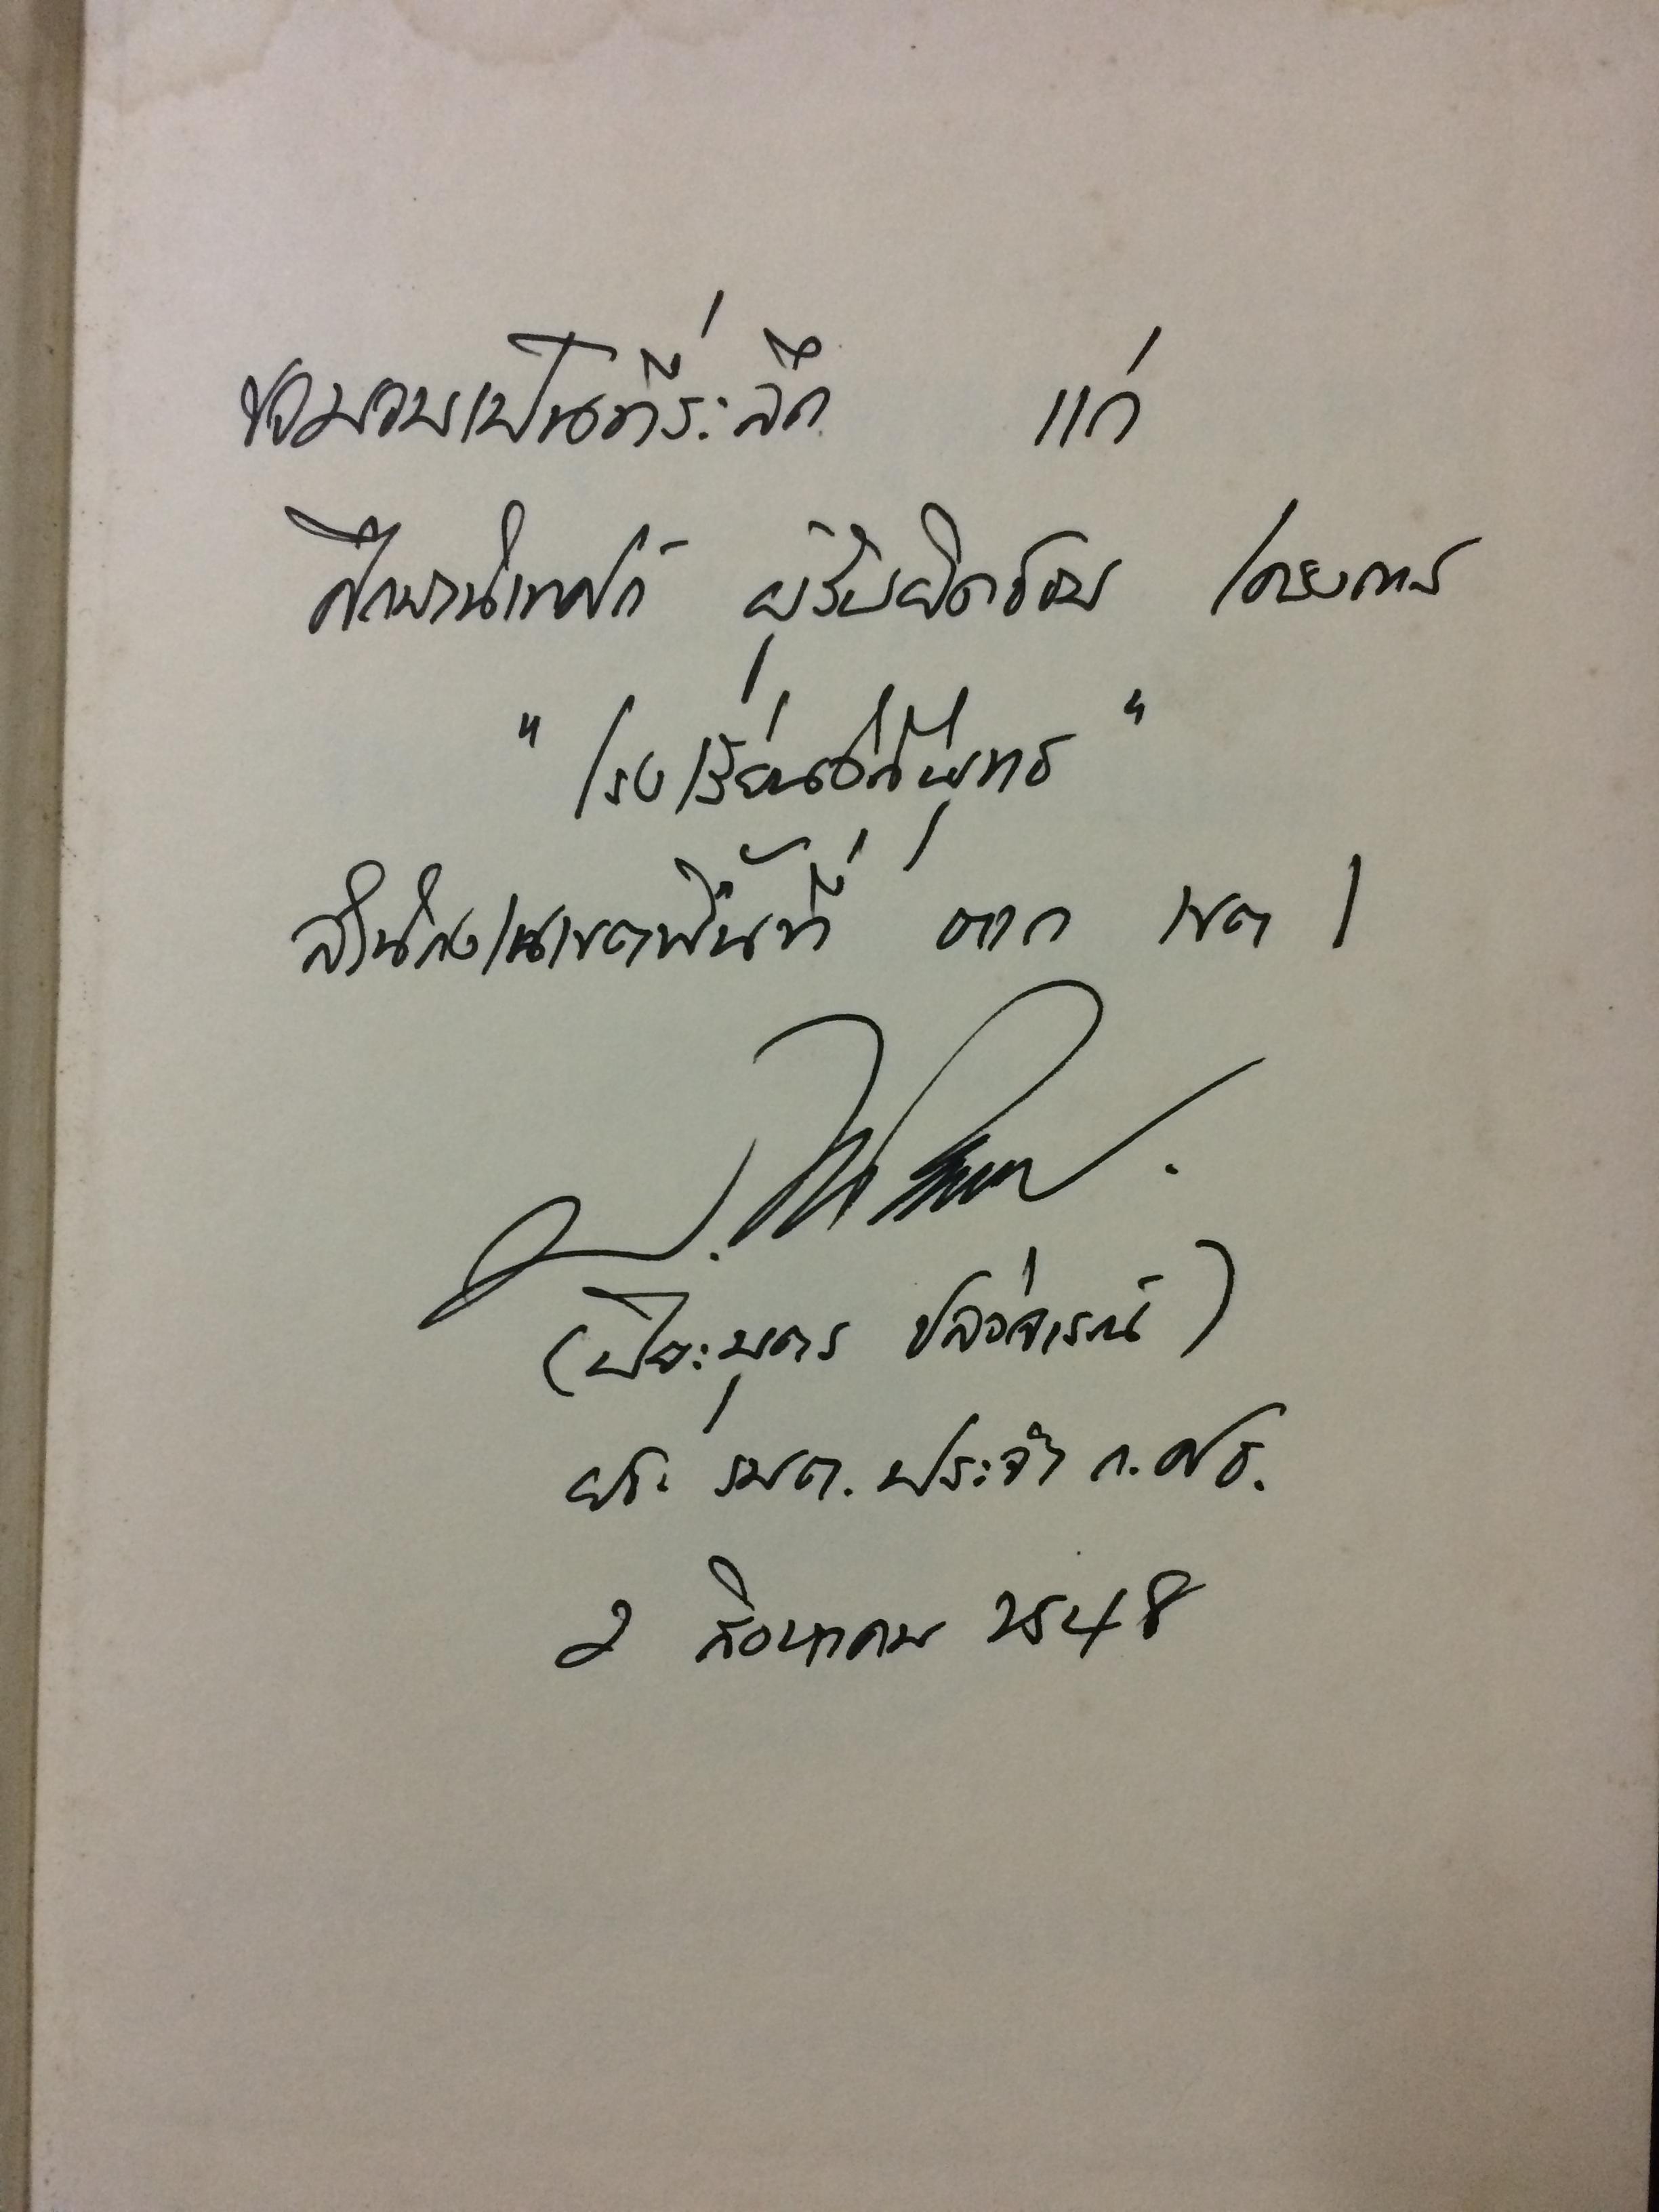 ขอมอบเป็นที่ระลึก แก่
ศึกษานิเทศก์ ผู้รับผิดชอบ โครงการ
"โรงเรียนวิถีพุทธ"
สำนักงานเขตพื้นที่ ตาก เขต 1
(ปิยะบุตร ชลวิจารณ์)
ผช. รมต. ประจำ ก.ศธ.
2 สิงหาคม 2548